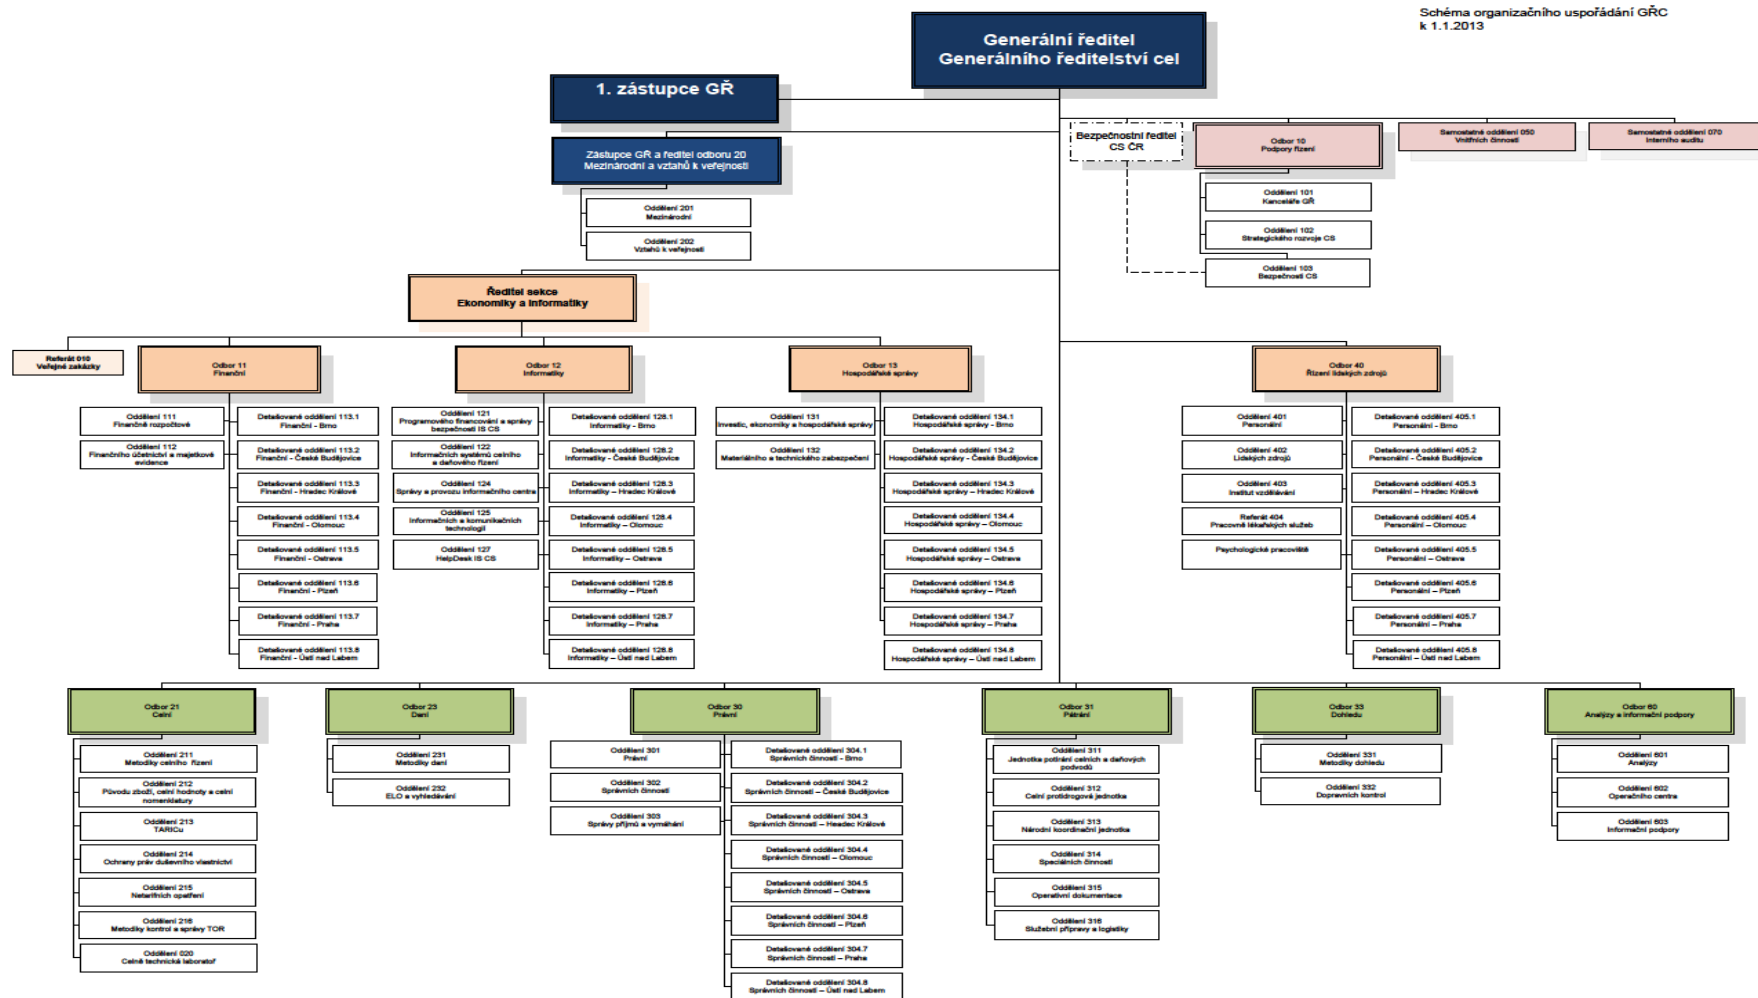 Schéma organizačního uspořádání GŘC
k 1.1.2013
Generální ředitel
Generálního ředitelství cel
1. zástupce GŘ
Zástupce GŘ a ředitel odboru 20
Mezinárodní a vztahů k veřejnosti
Oddělení 201
Mezinárodní
Oddělení 202
Vztahů k veřejnosti
Bezpečnostní ředitel
CS ČR
Odbor 10
Podpory řízení
Samostatné oddělení 050
Vnitřních činností
Samostatné oddělení 070
Interního auditu
Oddělení 101
Kanceláře GŘ
Oddělení 102
Strategického rozvoje CS
Oddělení 103
Bezpečnosti CS
Ředitel sekce
Ekonomiky a informatiky
Referát 010
Veřejné zakázky
Odbor 11
Finanční
Oddělení 111
Finančně rozpočtové
Oddělení 112
Finančního účetnictví a majetkové
evidence
Detašované oddělení 113.1
Finanční - Brno
Detašované oddělení 113.2
Finanční - České Budějovice
Detašované oddělení 113.3
Finanční - Hradec Králové
Detašované oddělení 113.4
Finanční - Olomouc
Detašované oddělení 113.5
Finanční - Ostrava
Detašované oddělení 113.6
Finanční - Plzeň
Detašované oddělení 113.7
Finanční - Praha
Detašované oddělení 113.8
Finanční - Ústí nad Labem
Odbor 12
Informatiky
Oddělení 121
Programového financování a správy
bezpečnosti IS CS
Oddělení 122
Informačních systémů celního
a daňového řízení
Oddělení 124
Správy a provozu informačního centra
Oddělení 125
Informačních a komunikačních
technologií
Oddělení 127
HelpDesk IS CS
Detašované oddělení 128.1
Informatiky - Brno
Detašované oddělení 128.2
Informatiky - České Budějovice
Detašované oddělení 128.3
Informatiky – Hradec Králové
Detašované oddělení 128.4
Informatiky – Olomouc
Detašované oddělení 128.5
Informatiky – Ostrava
Detašované oddělení 128.6
Informatiky – Plzeň
Detašované oddělení 128.7
Informatiky – Praha
Detašované oddělení 128.8
Informatiky – Ústí nad Labem
Odbor 13
Hospodářské správy
Oddělení 131
Investic, ekonomiky a hospodářské správy
Oddělení 132
Materiálního a technického zabezpečení
Detašované oddělení 134.1
Hospodářské správy - Brno
Detašované oddělení 134.2
Hospodářské správy - České Budějovice
Detašované oddělení 134.3
Hospodářské správy – Hradec Králové
Detašované oddělení 134.4
Hospodářské správy – Olomouc
Detašované oddělení 134.5
Hospodářské správy – Ostrava
Detašované oddělení 134.6
Hospodářské správy – Plzeň
Detašované oddělení 134.7
Hospodářské správy – Praha
Detašované oddělení 134.8
Hospodářské správy – Ústí nad Labem
Odbor 40
Řízení lidských zdrojů
Oddělení 401
Personální
Oddělení 402
Lidských zdrojů
Oddělení 403
Institut vzdělávání
Referát 404
Pracovně lékařských služeb
Psychologické pracoviště
Detašované oddělení 405.1
Personální - Brno
Detašované oddělení 405.2
Personální - České Budějovice
Detašované oddělení 405.3
Personální – Hradec Králové
Detašované oddělení 405.4
Personální – Olomouc
Detašované oddělení 405.5
Personální – Ostrava
Detašované oddělení 405.6
Personální – Plzeň
Detašované oddělení 405.7
Personální – Praha
Detašované oddělení 405.8
Personální – Ústí nad Labem
Odbor 21
Celní
Oddělení 211
Metodiky celního řízení
Oddělení 212
Původu zboží, celní hodnoty a celní
nomenklatury
Oddělení 213
TARICu
Oddělení 214
Ochrany práv duševního vlastnictví
Oddělení 215
Netarifních opatření
Oddělení 216
Metodiky kontrol a správy TOR
Oddělení 020
Celně technická laboratoř
Odbor 23
Daní
Oddělení 231
Metodiky daní
Oddělení 232
ELO a vyhledávání
Odbor 30
Právní
Oddělení 301
Právní
Oddělení 302
Správních činností
Oddělení 303
Správy příjmů a vymáhání
Detašované oddělení 304.1
Správních činností - Brno
Detašované oddělení 304.2
Správních činností – České Budějovice
Detašované oddělení 304.3
Správních činností – Hradec Králové
Detašované oddělení 304.4
Správních činností – Olomouc
Detašované oddělení 304.5
Správních činností – Ostrava
Detašované oddělení 304.6
Správních činností – Plzeň
Detašované oddělení 304.7
Správních činností – Praha
Detašované oddělení 304.8
Správních činností – Ústí nad Labem
Odbor 31
Pátrání
Oddělení 311
Jednotka potírání celních a daňových
podvodů
Oddělení 312
Celní protidrogová jednotka
Oddělení 313
Národní koordinační jednotka
Oddělení 314
Speciálních činností
Oddělení 315
Operativní dokumentace
Oddělení 316
Služební přípravy a logistiky
Odbor 33
Dohledu
Oddělení 331
Metodiky dohledu
Oddělení 332
Dopravních kontrol
Odbor 60
Analýzy a informační podpory
Oddělení 601
Analýzy
Oddělení 602
Operačního centra
Oddělení 603
Informační podpory